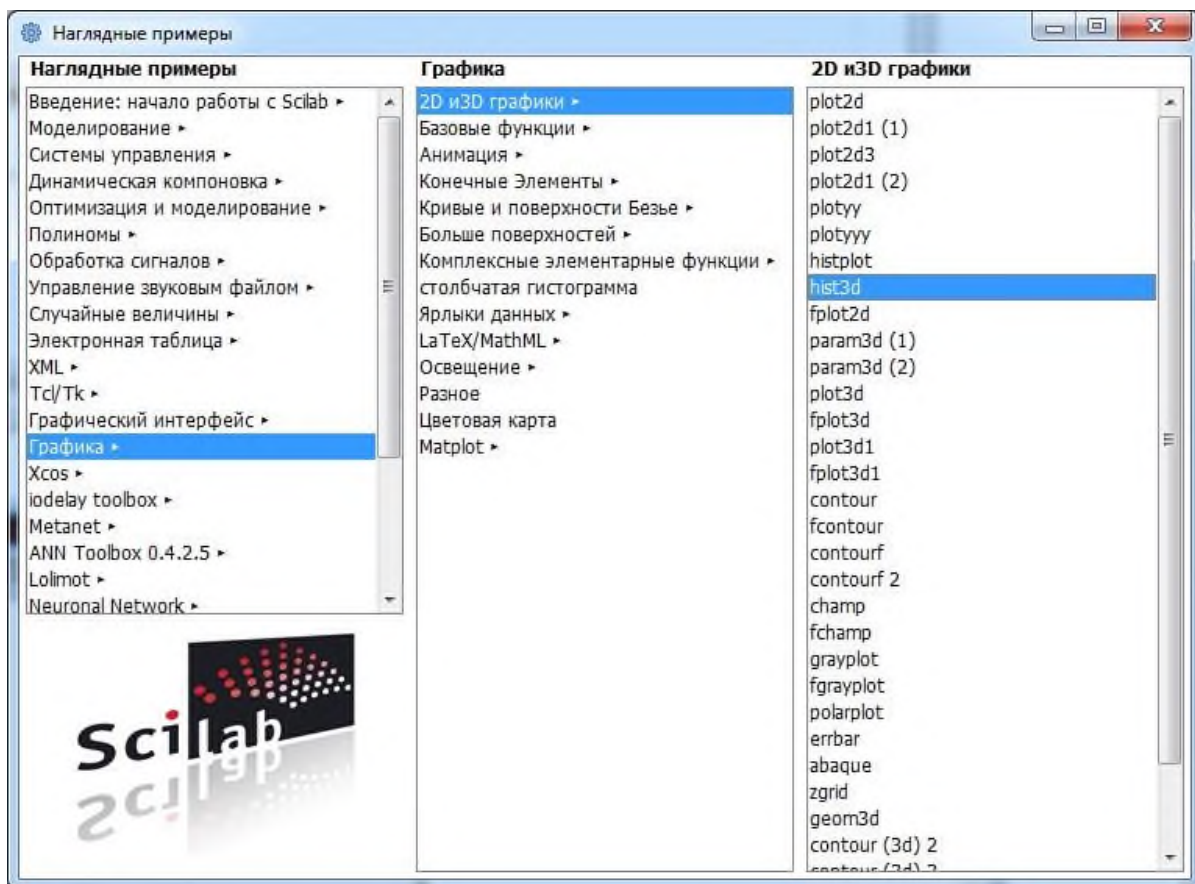 Наглядные примеры
Наглядные примеры
Введение: начало работы с Scilab
Моделирование
Системы управления
Динамическая компоновка
Оптимизация и моделирование
Полиномы
Обработка сигналов
Управление звуковым файлом
Случайные величины
Электронная таблица
XML
Tcl/Tk
Графический интерфейс
Графика
Xcos
iodelay toolbox
Metanet
ANN Toolbox 0.4.2.5
Lolimot
Neuronal Network
Scilab
Графика
2D и3D графики
Базовые функции
Анимация
Конечные Элементы
Кривые и поверхности Безье
Больше поверхностей
Комплексные элементарные функции
столбчатая гистограмма
Ярлыки данных
LaTeX/MathML
Освещение
Разное
Цветовая карта
Matplot
2D и3D графики
plot2d
plot2d1 (1)
plot2d3
plot2d1 (2)
plotyy
plotyyy
histplot
hist3d
fplot2d
param3d (1)
param3d (2)
plot3d
fplot3d
plot3d1
fplot3d1
contour
fcontour
contourf
contourf 2
champ
fchamp
grayplot
fgrayplot
polarplot
errbar
abaque
zgrid
geom3d
contour (3d) 2